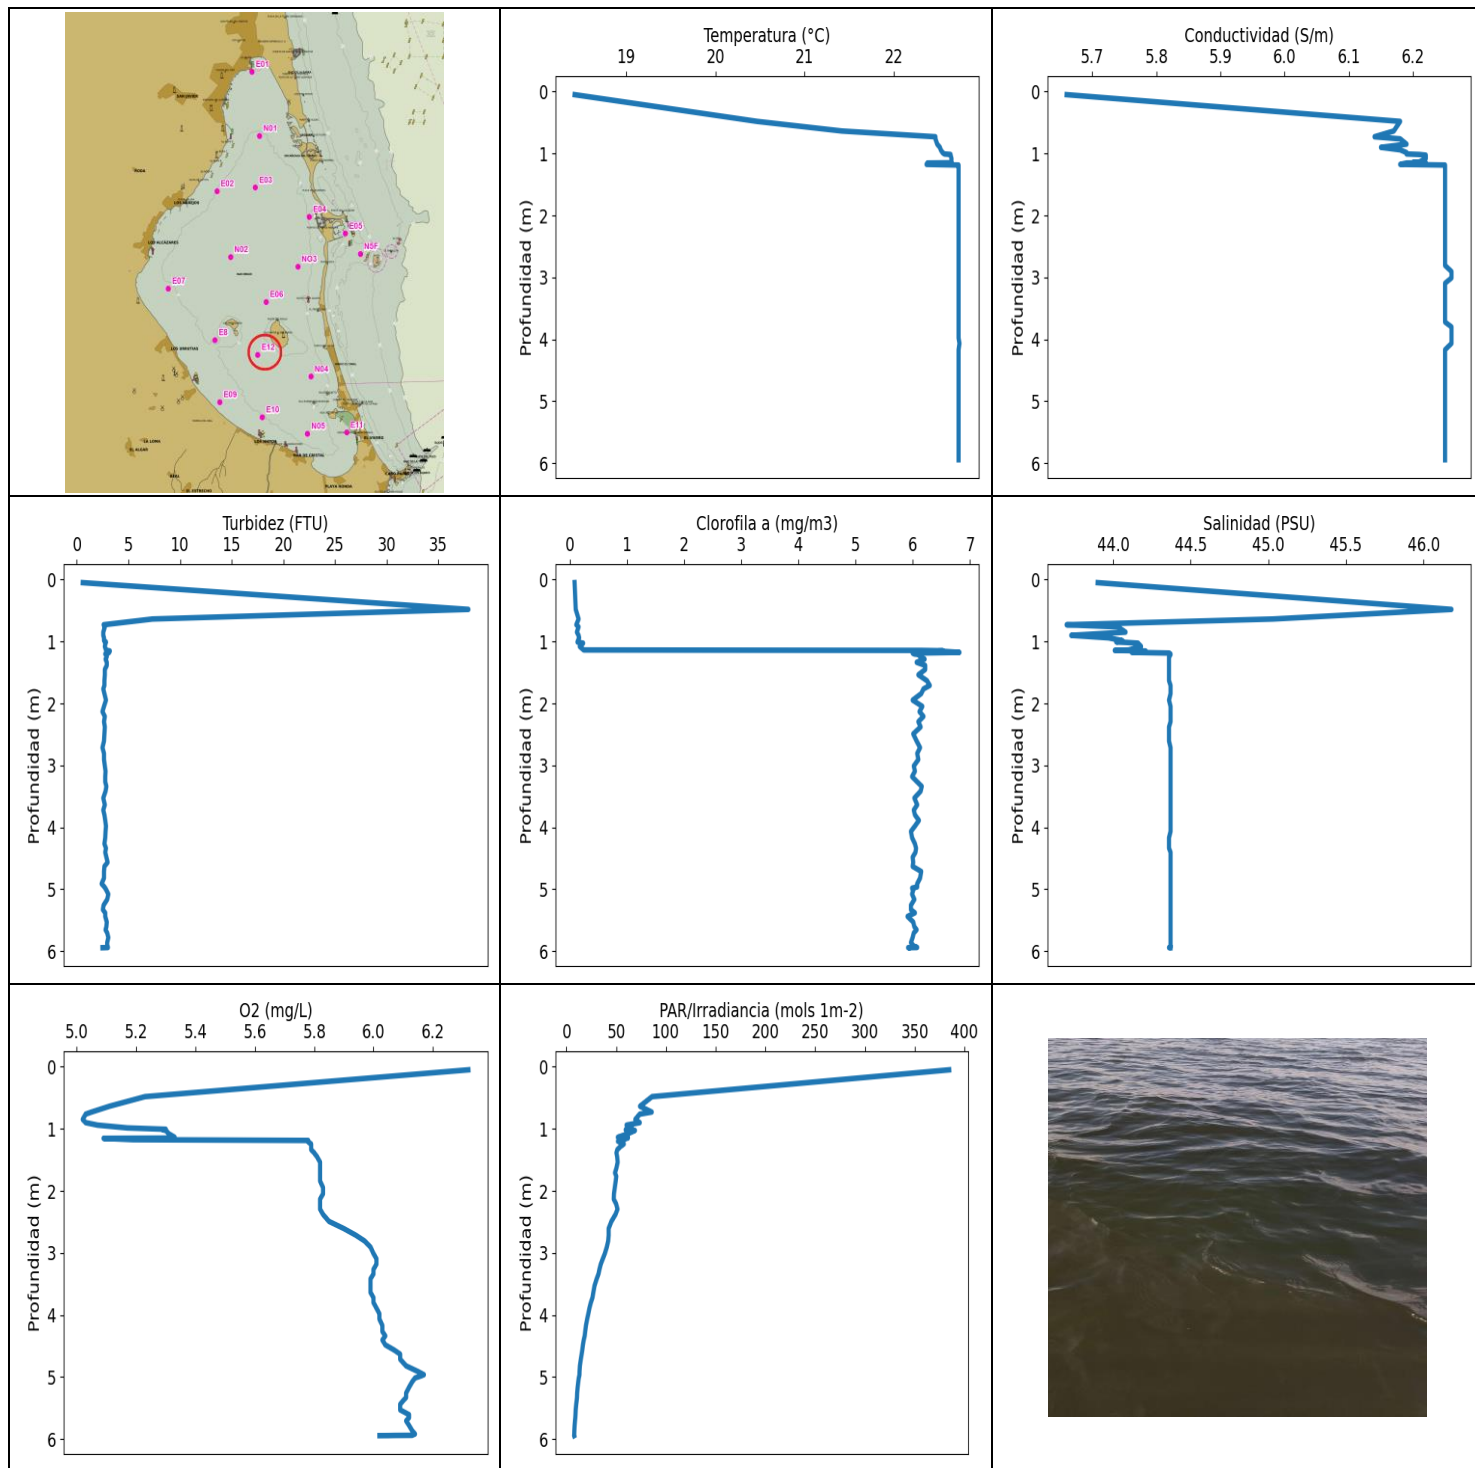 E01
N01
E02
E03
E04
E05
N5F
N02
NO3
E07
E06
E8
E12
N04
E09
E10
N05
E11
Temperatura (°C)
19 20 21 22
Profundidad (m)
0
1
2
3
4
5
6
Conductividad (S/m)
5.7 5.8 5.9 6.0 6.1 6.2
Profundidad (m)
0
1
2
3
4
5
6
Turbidez (FTU)
0 5 10 15 20 25 30 35
Profundidad (m)
0
1
2
3
4
5
6
Clorofila a (mg/m3)
0 1 2 3 4 5 6 7
Profundidad (m)
0
1
2
3
4
5
6
Salinidad (PSU)
44.0 44.5 45.0 45.5 46.0
Profundidad (m)
0
1
2
3
4
5
6
O2 (mg/L)
5.0 5.2 5.4 5.6 5.8 6.0 6.2
Profundidad (m)
0
1
2
3
4
5
6
PAR/Irradiancia (mols 1m-2)
0 50 100 150 200 250 300 350 400
Profundidad (m)
0
1
2
3
4
5
6